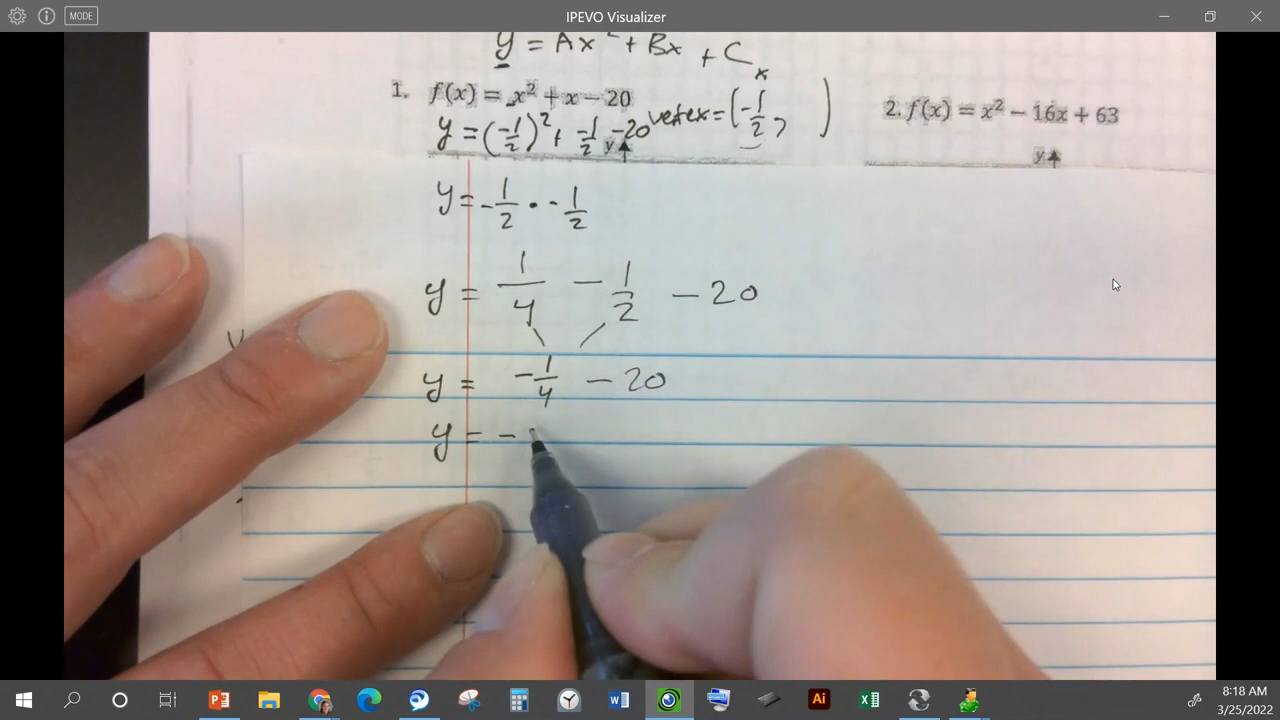 IPEVO Visualizer
MODE
y = Ax² + Bx + C
1. f(x) = x² + x − 20
vertex = (-1/2, )
x
y = (-1/2)² + -1/2 - 20
y
2. f(x) = x² − 16x + 63
y
y = -1/2 • -1/2
y = 1/4 - 1/2 - 20
y = -1/4 - 20
y = -
8:18 AM
3/25/2022